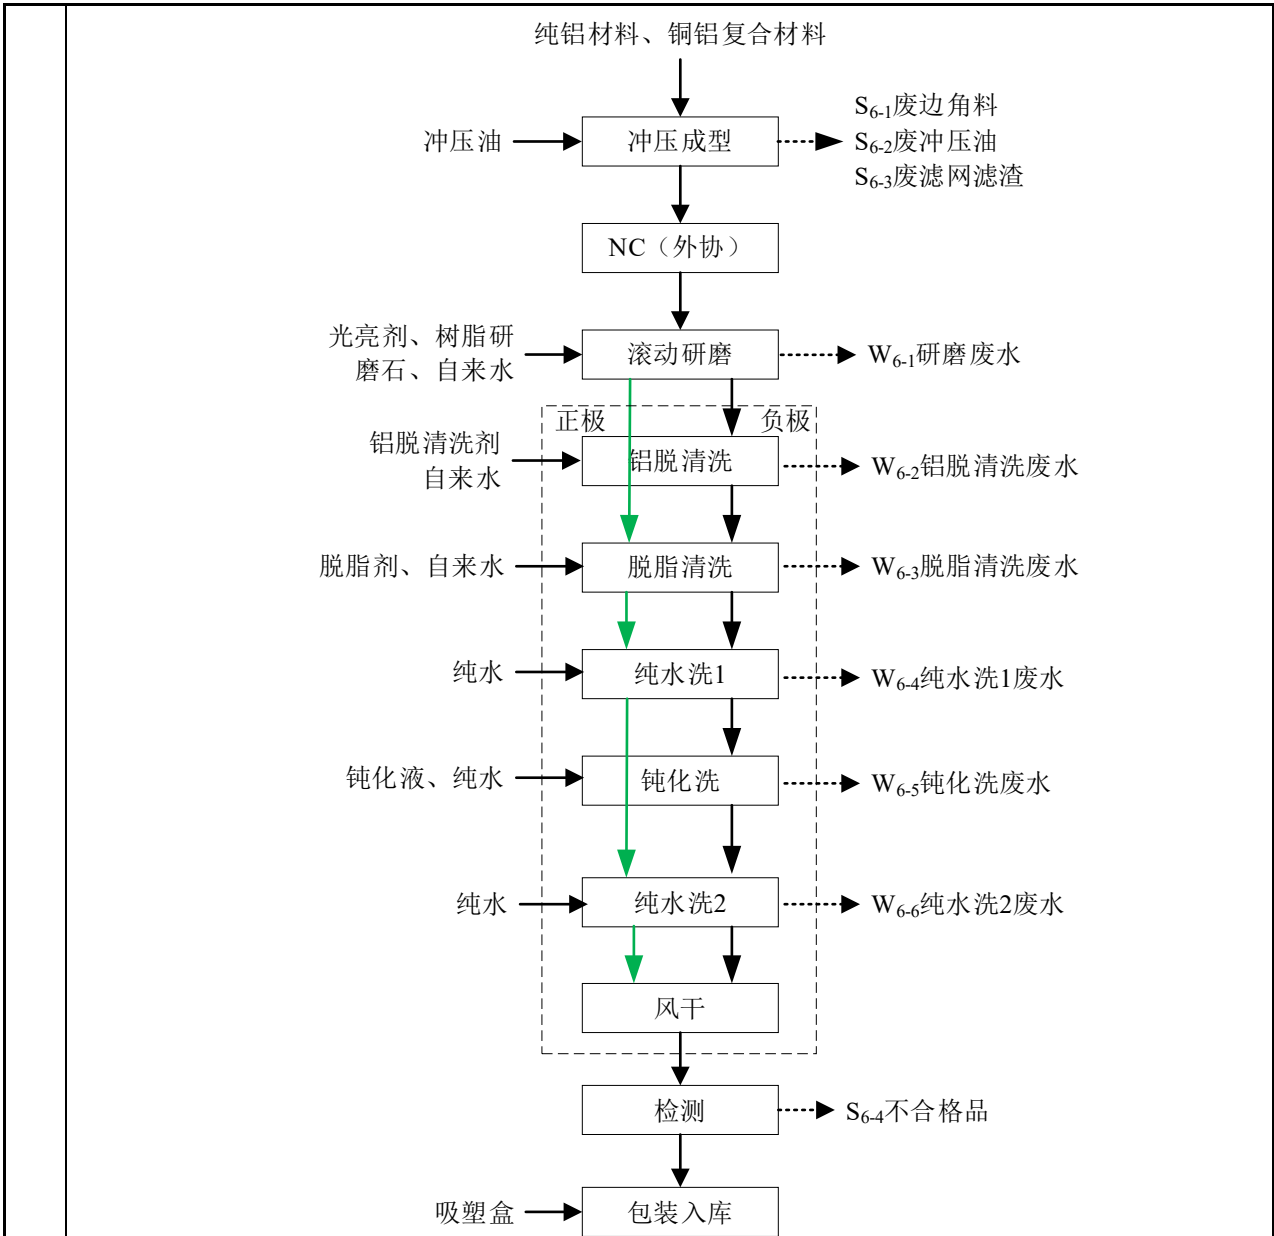 纯铝材料、铜铝复合材料
S6-1废边角料
冲压油
冲压成型
S6-2废冲压油
S6-3废滤网滤渣
NC（外协）
光亮剂、树脂研
磨石、自来水
滚动研磨
W6-1研磨废水
正极
负极
铝脱清洗剂
自来水
铝脱清洗
W6-2铝脱清洗废水
脱脂剂、自来水
脱脂清洗
W6-3脱脂清洗废水
纯水
纯水洗1
W6-4纯水洗1废水
钝化液、纯水
钝化洗
W6-5钝化洗废水
纯水
纯水洗2
W6-6纯水洗2废水
风干
检测
S6-4不合格品
吸塑盒
包装入库